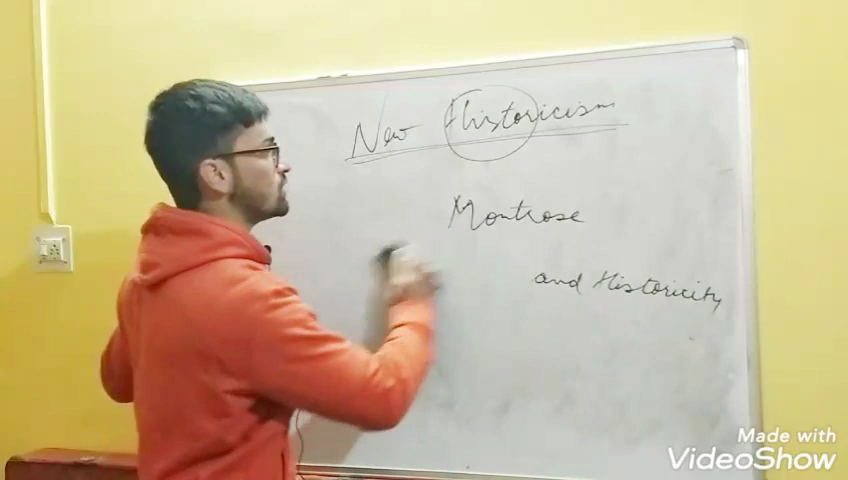 New Historicism
Montrose
and Historicity
Made with
VideoShow